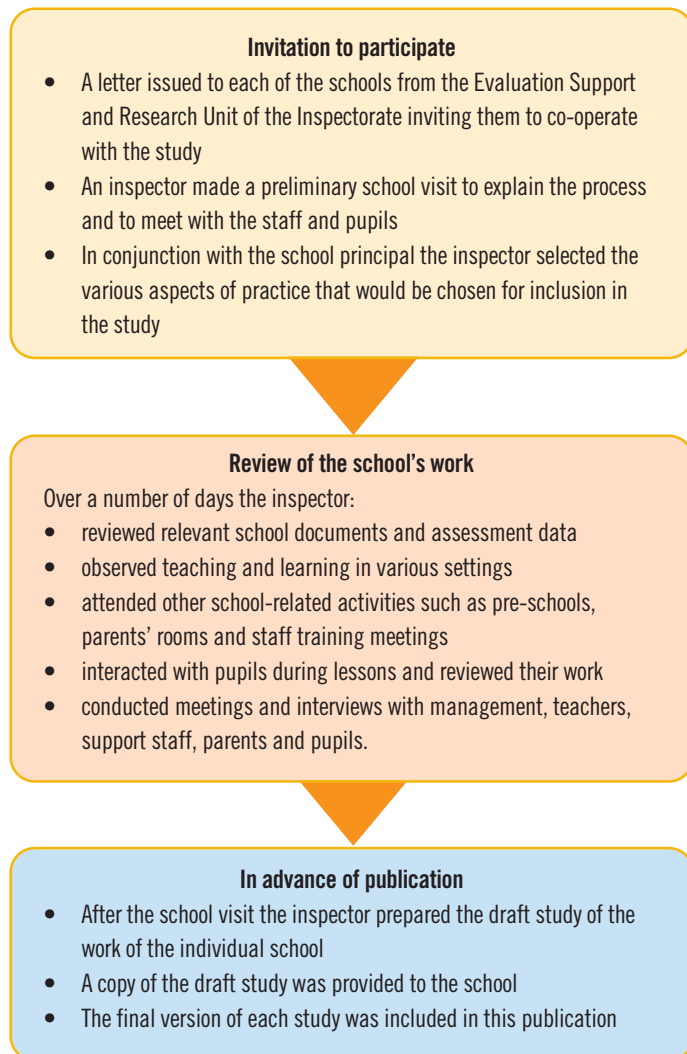 Invitation to participate
• A letter issued to each of the schools from the Evaluation Support
and Research Unit of the Inspectorate inviting them to co-operate
with the study
• An inspector made a preliminary school visit to explain the process
and to meet with the staff and pupils
• In conjunction with the school principal the inspector selected the
various aspects of practice that would be chosen for inclusion in
the study
Review of the school's work
Over a number of days the inspector:
• reviewed relevant school documents and assessment data
• observed teaching and learning in various settings
• attended other school-related activities such as pre-schools,
parents' rooms and staff training meetings
• interacted with pupils during lessons and reviewed their work
• conducted meetings and interviews with management, teachers,
support staff, parents and pupils.
In advance of publication
• After the school visit the inspector prepared the draft study of the
work of the individual school
• A copy of the draft study was provided to the school
• The final version of each study was included in this publication